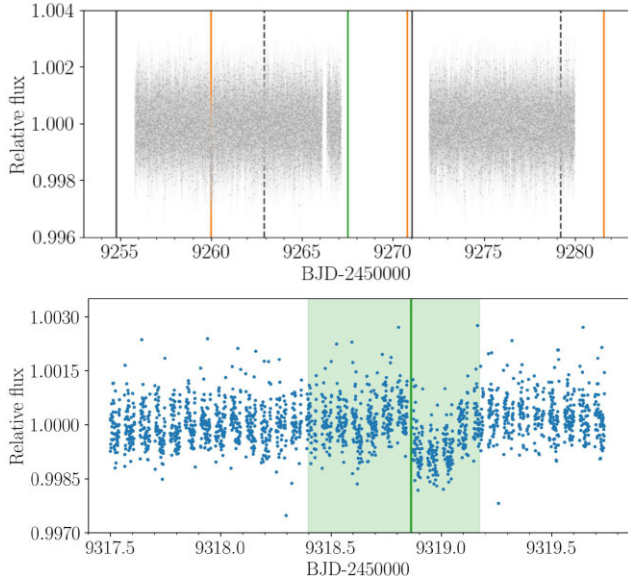 1.004
1.002
1.000
0.998
0.996
Relative flux
9255 9260 9265 9270 9275 9280
BJD-2450000
1.0030
1.0015
1.0000
0.9985
0.9970
Relative flux
9317.5 9318.0 9318.5 9319.0 9319.5
BJD-2450000